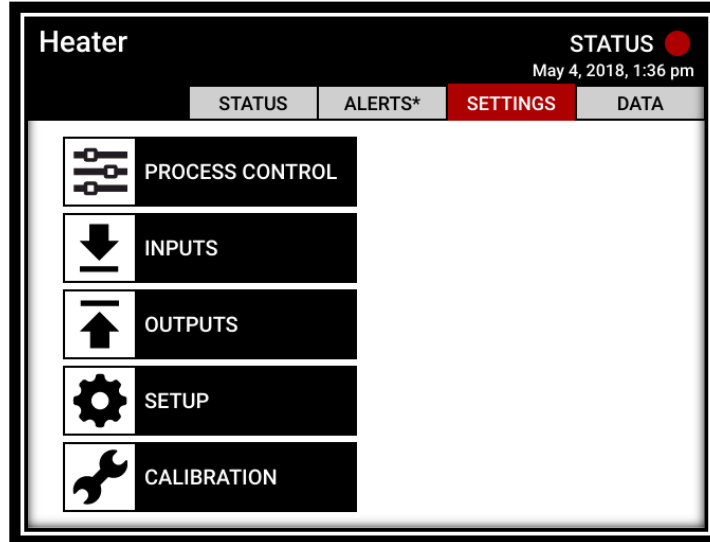 Heater
STATUS
May 4, 2018, 1:36 pm
STATUS ALERTS* SETTINGS DATA
PROCESS CONTROL
INPUTS
OUTPUTS
SETUP
CALIBRATION